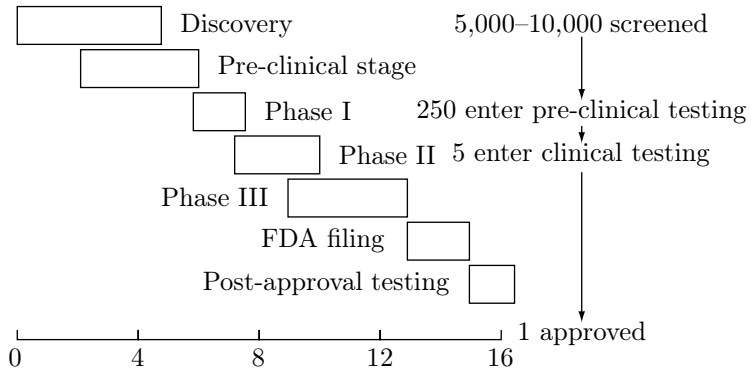 Discovery
5,000–10,000 screened
Pre-clinical stage
Phase I
250 enter pre-clinical testing
Phase II
5 enter clinical testing
Phase III
FDA filing
Post-approval testing
1 approved
0 4 8 12 16